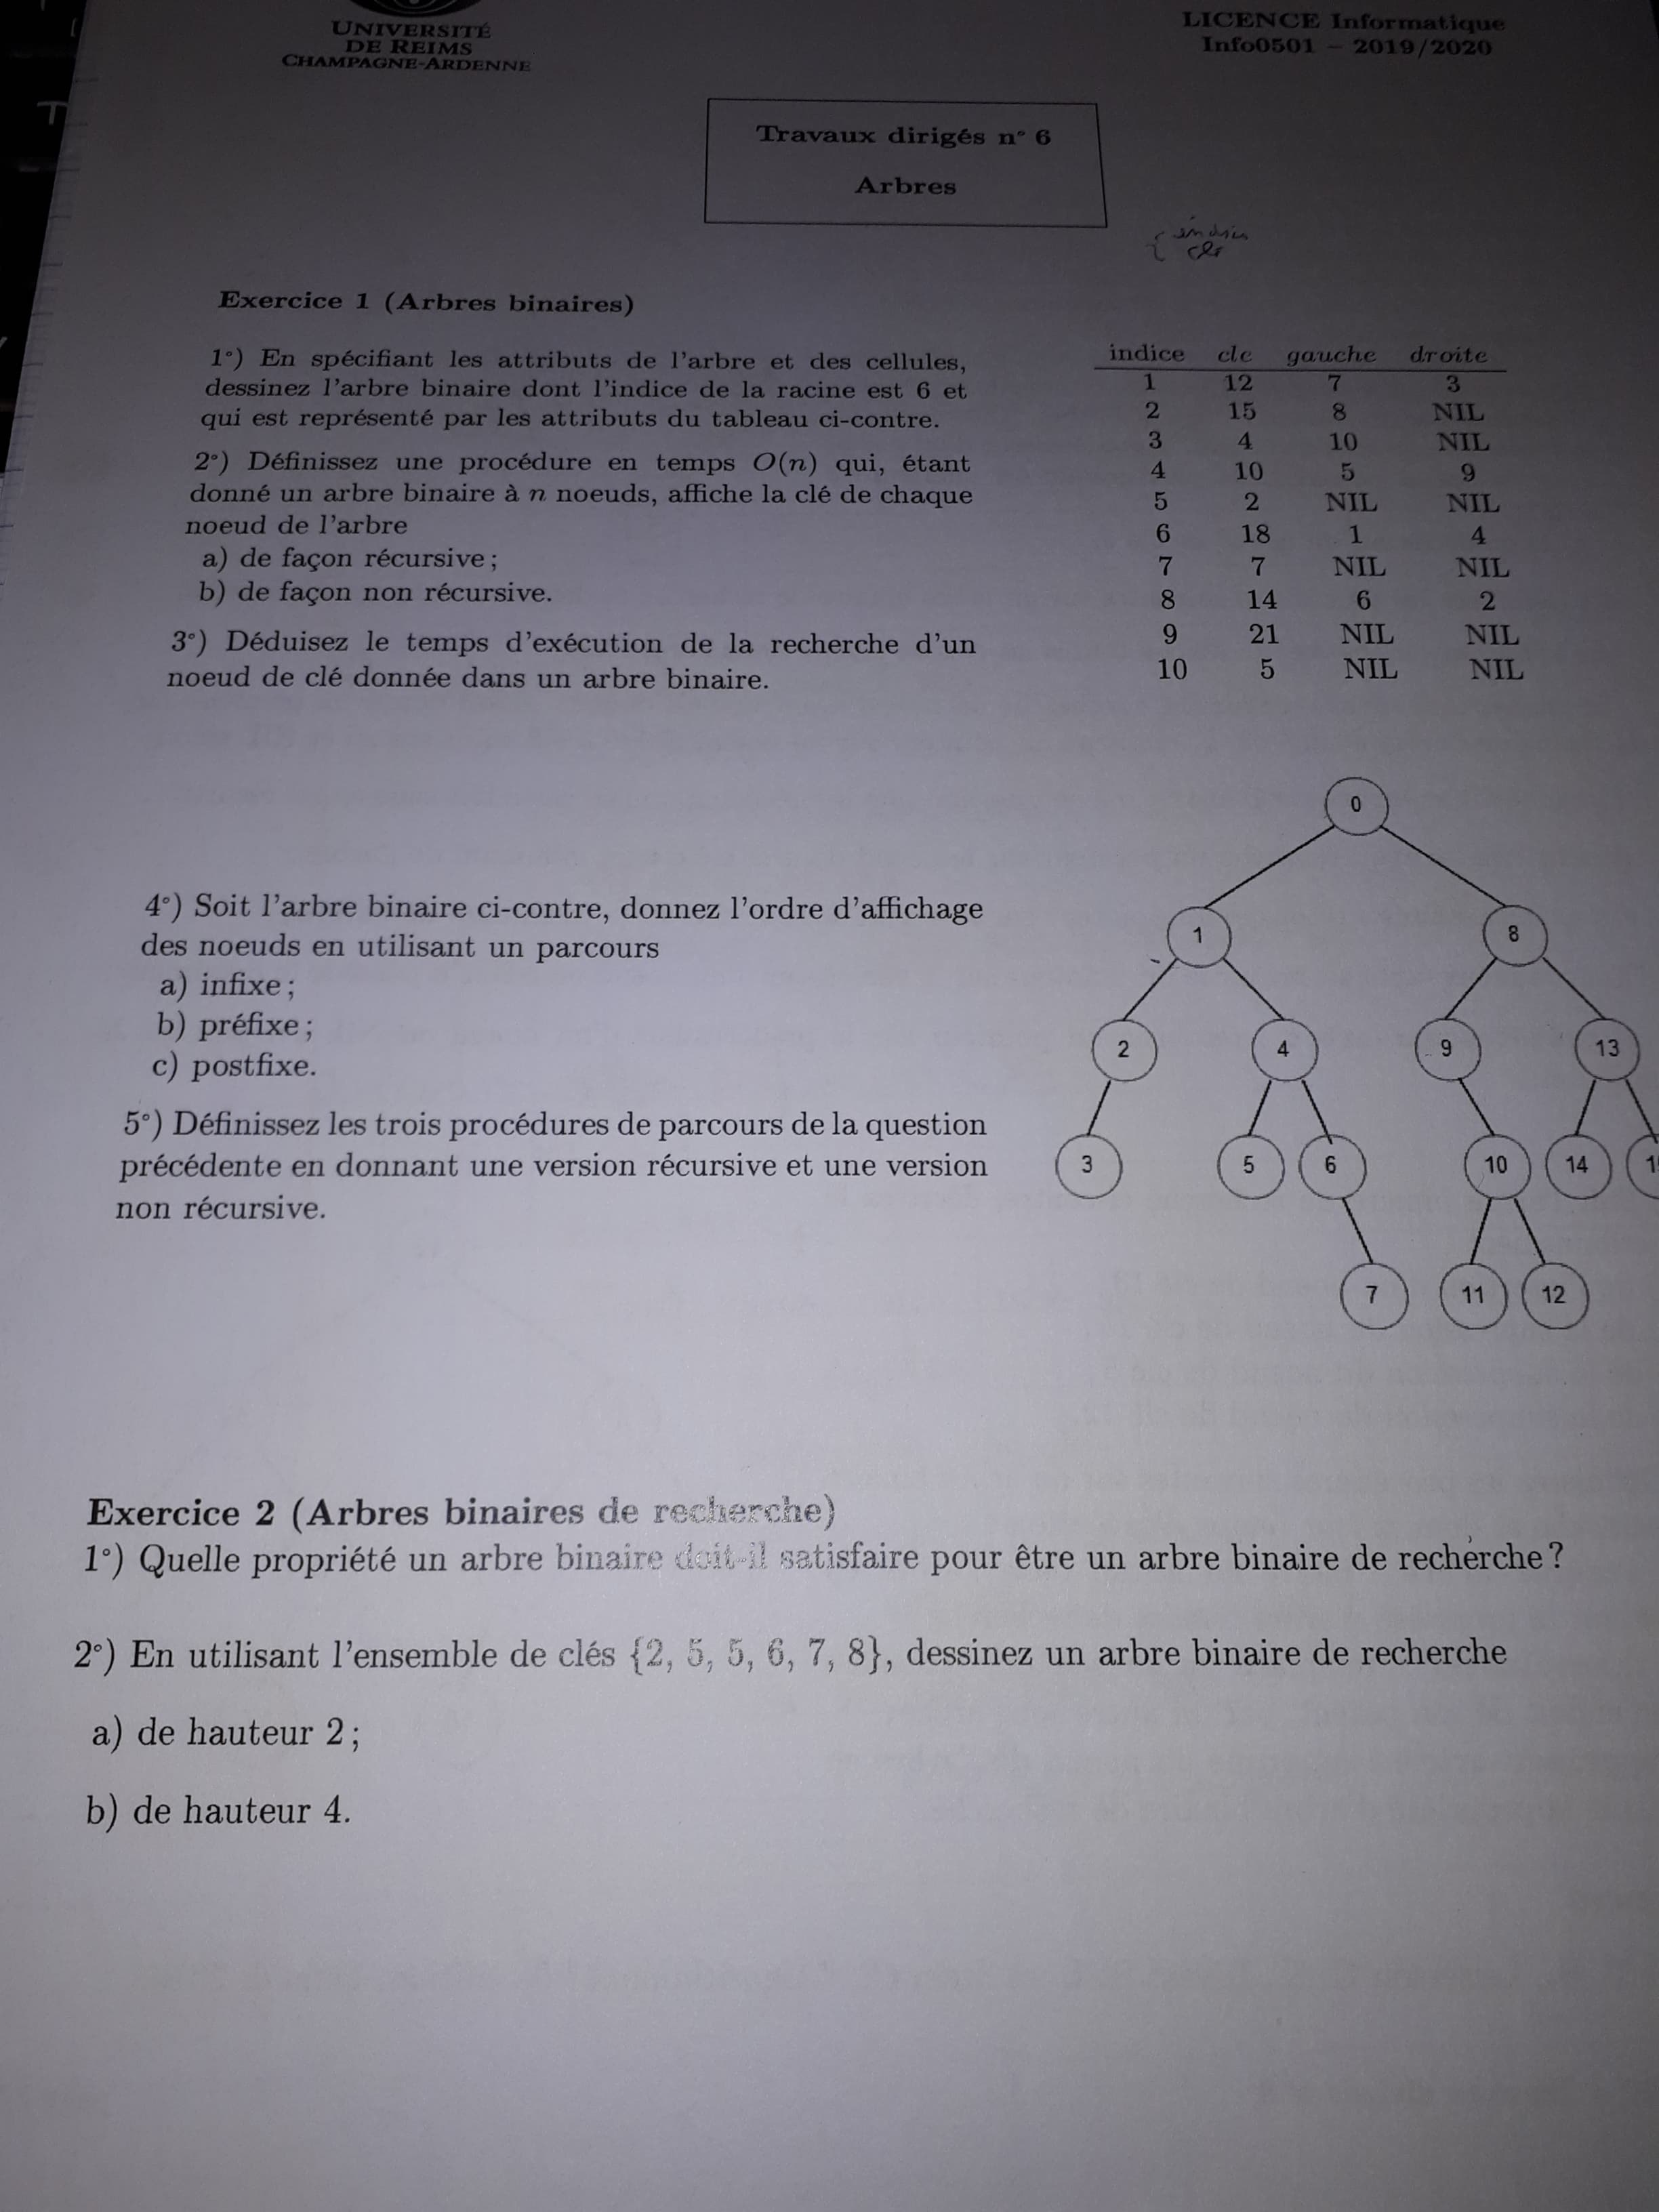 UNIVERSITÉ
DE REIMS
CHAMPAGNE-ARDENNE
LICENCE Informatique
Info0501 – 2019/2020
Travaux dirigés n° 6
Arbres
Exercice 1 (Arbres binaires)
1°) En spécifiant les attributs de l'arbre et des cellules,
dessinez l'arbre binaire dont l'indice de la racine est 6 et
qui est représenté par les attributs du tableau ci-contre.
2°) Définissez une procédure en temps O(n) qui, étant
donné un arbre binaire à n noeuds, affiche la clé de chaque
noeud de l'arbre
a) de façon récursive ;
b) de façon non récursive.
3°) Déduisez le temps d'exécution de la recherche d'un
noeud de clé donnée dans un arbre binaire.
indice cle gauche droite
1 12 7 3
2 15 8 NIL
3 4 10 NIL
4 10 5 9
5 2 NIL NIL
6 18 1 4
7 7 NIL NIL
8 14 6 2
9 21 NIL NIL
10 5 NIL NIL
4°) Soit l'arbre binaire ci-contre, donnez l'ordre d'affichage
des noeuds en utilisant un parcours
a) infixe ;
b) préfixe ;
c) postfixe.
5°) Définissez les trois procédures de parcours de la question
précédente en donnant une version récursive et une version
non récursive.
0
1 8
2 4 9 13
3 5 6 10 14
7 11 12
Exercice 2 (Arbres binaires de recherche)
1°) Quelle propriété un arbre binaire doit-il satisfaire pour être un arbre binaire de recherche ?
2°) En utilisant l'ensemble de clés {2, 5, 5, 6, 7, 8}, dessinez un arbre binaire de recherche
a) de hauteur 2 ;
b) de hauteur 4.